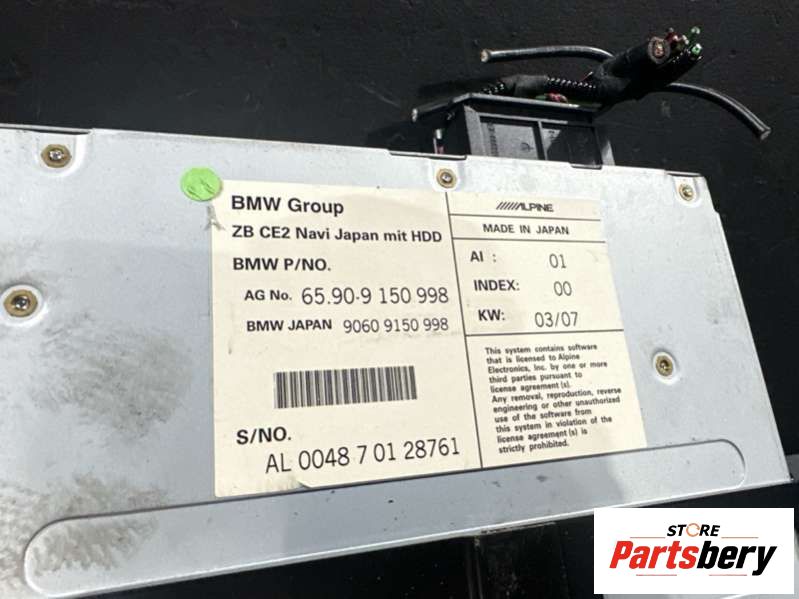 BMW Group
ZB CE2 Navi Japan mit HDD
BMW P/NO.
AG No. 65.90-9 150 998
BMW JAPAN 9060 9150 998
S/NO.
AL 0048 7 01 28761
ALPINE
MADE IN JAPAN
AI : 01
INDEX: 00
KW: 03/07
This system contains software
that is licensed to Alpine
Electronics, Inc. by one or more
third parties pursuant to
license agreement (s).
Any removal, reproduction, reverse
engineering or other unauthorized
use of the software from
this system in violation of the
license agreement (s) is
strictly prohibited.
STORE
Partsbery